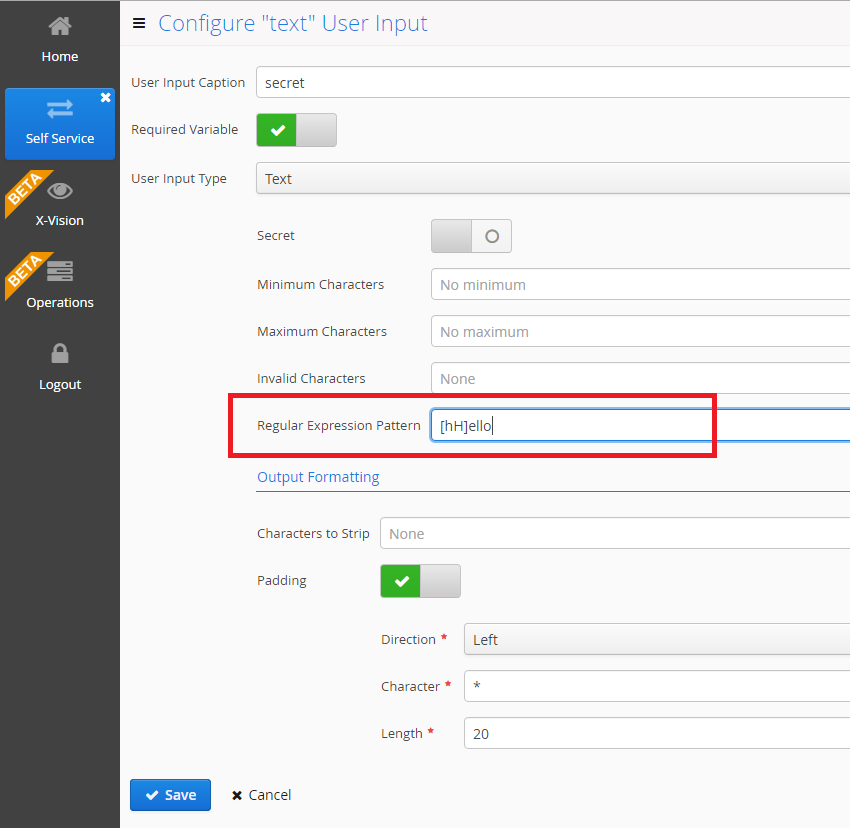 Home
Self Service
BETA
X-Vision
BETA
Operations
Logout
Configure "text" User Input
User Input Caption secret
Required Variable
User Input Type Text
Secret
Minimum Characters No minimum
Maximum Characters No maximum
Invalid Characters None
Regular Expression Pattern [hH]ello
Output Formatting
Characters to Strip None
Padding
Direction * Left
Character * *
Length * 20
Save Cancel